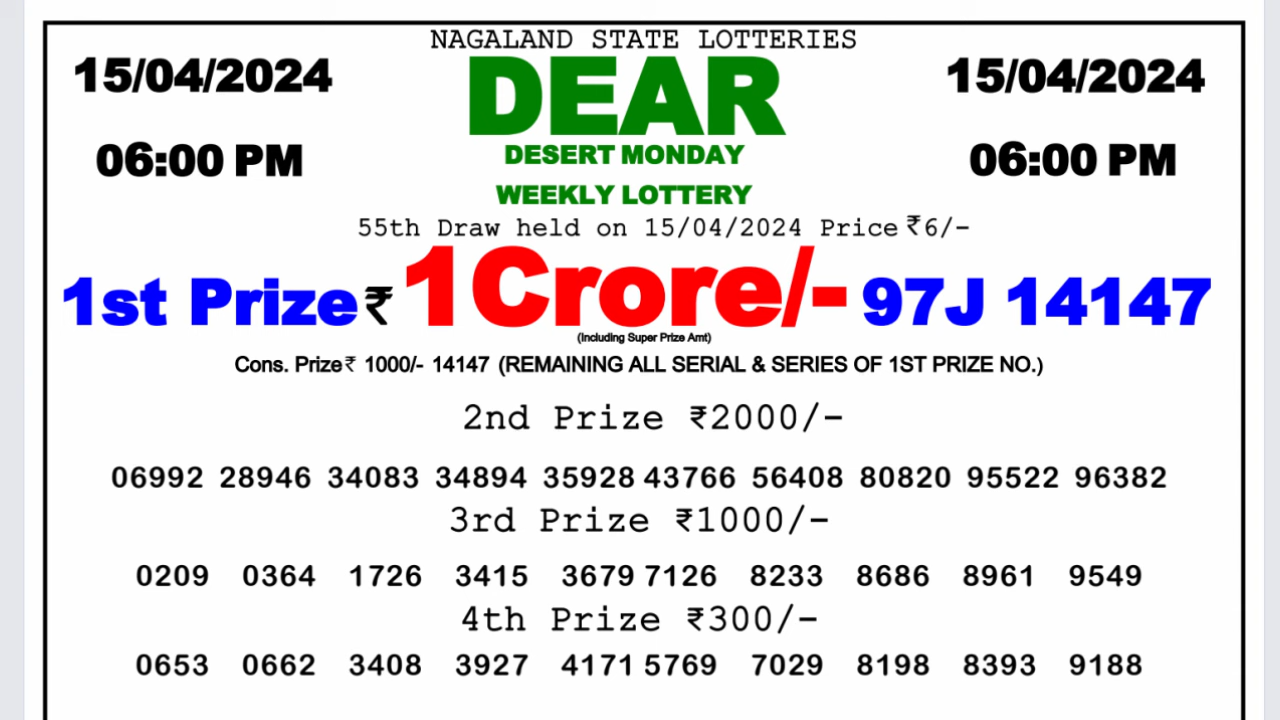 NAGALAND STATE LOTTERIES
15/04/2024 DEAR 15/04/2024
06:00 PM DESERT MONDAY 06:00 PM
WEEKLY LOTTERY
55th Draw held on 15/04/2024 Price ₹6/-
1st Prize ₹ 1Crore/- 97J 14147
(Including Super Prize Amt)
Cons. Prize₹ 1000/- 14147 (REMAINING ALL SERIAL & SERIES OF 1ST PRIZE NO.)
2nd Prize ₹2000/-
06992 28946 34083 34894 35928 43766 56408 80820 95522 96382
3rd Prize ₹1000/-
0209 0364 1726 3415 3679 7126 8233 8686 8961 9549
4th Prize ₹300/-
0653 0662 3408 3927 4171 5769 7029 8198 8393 9188